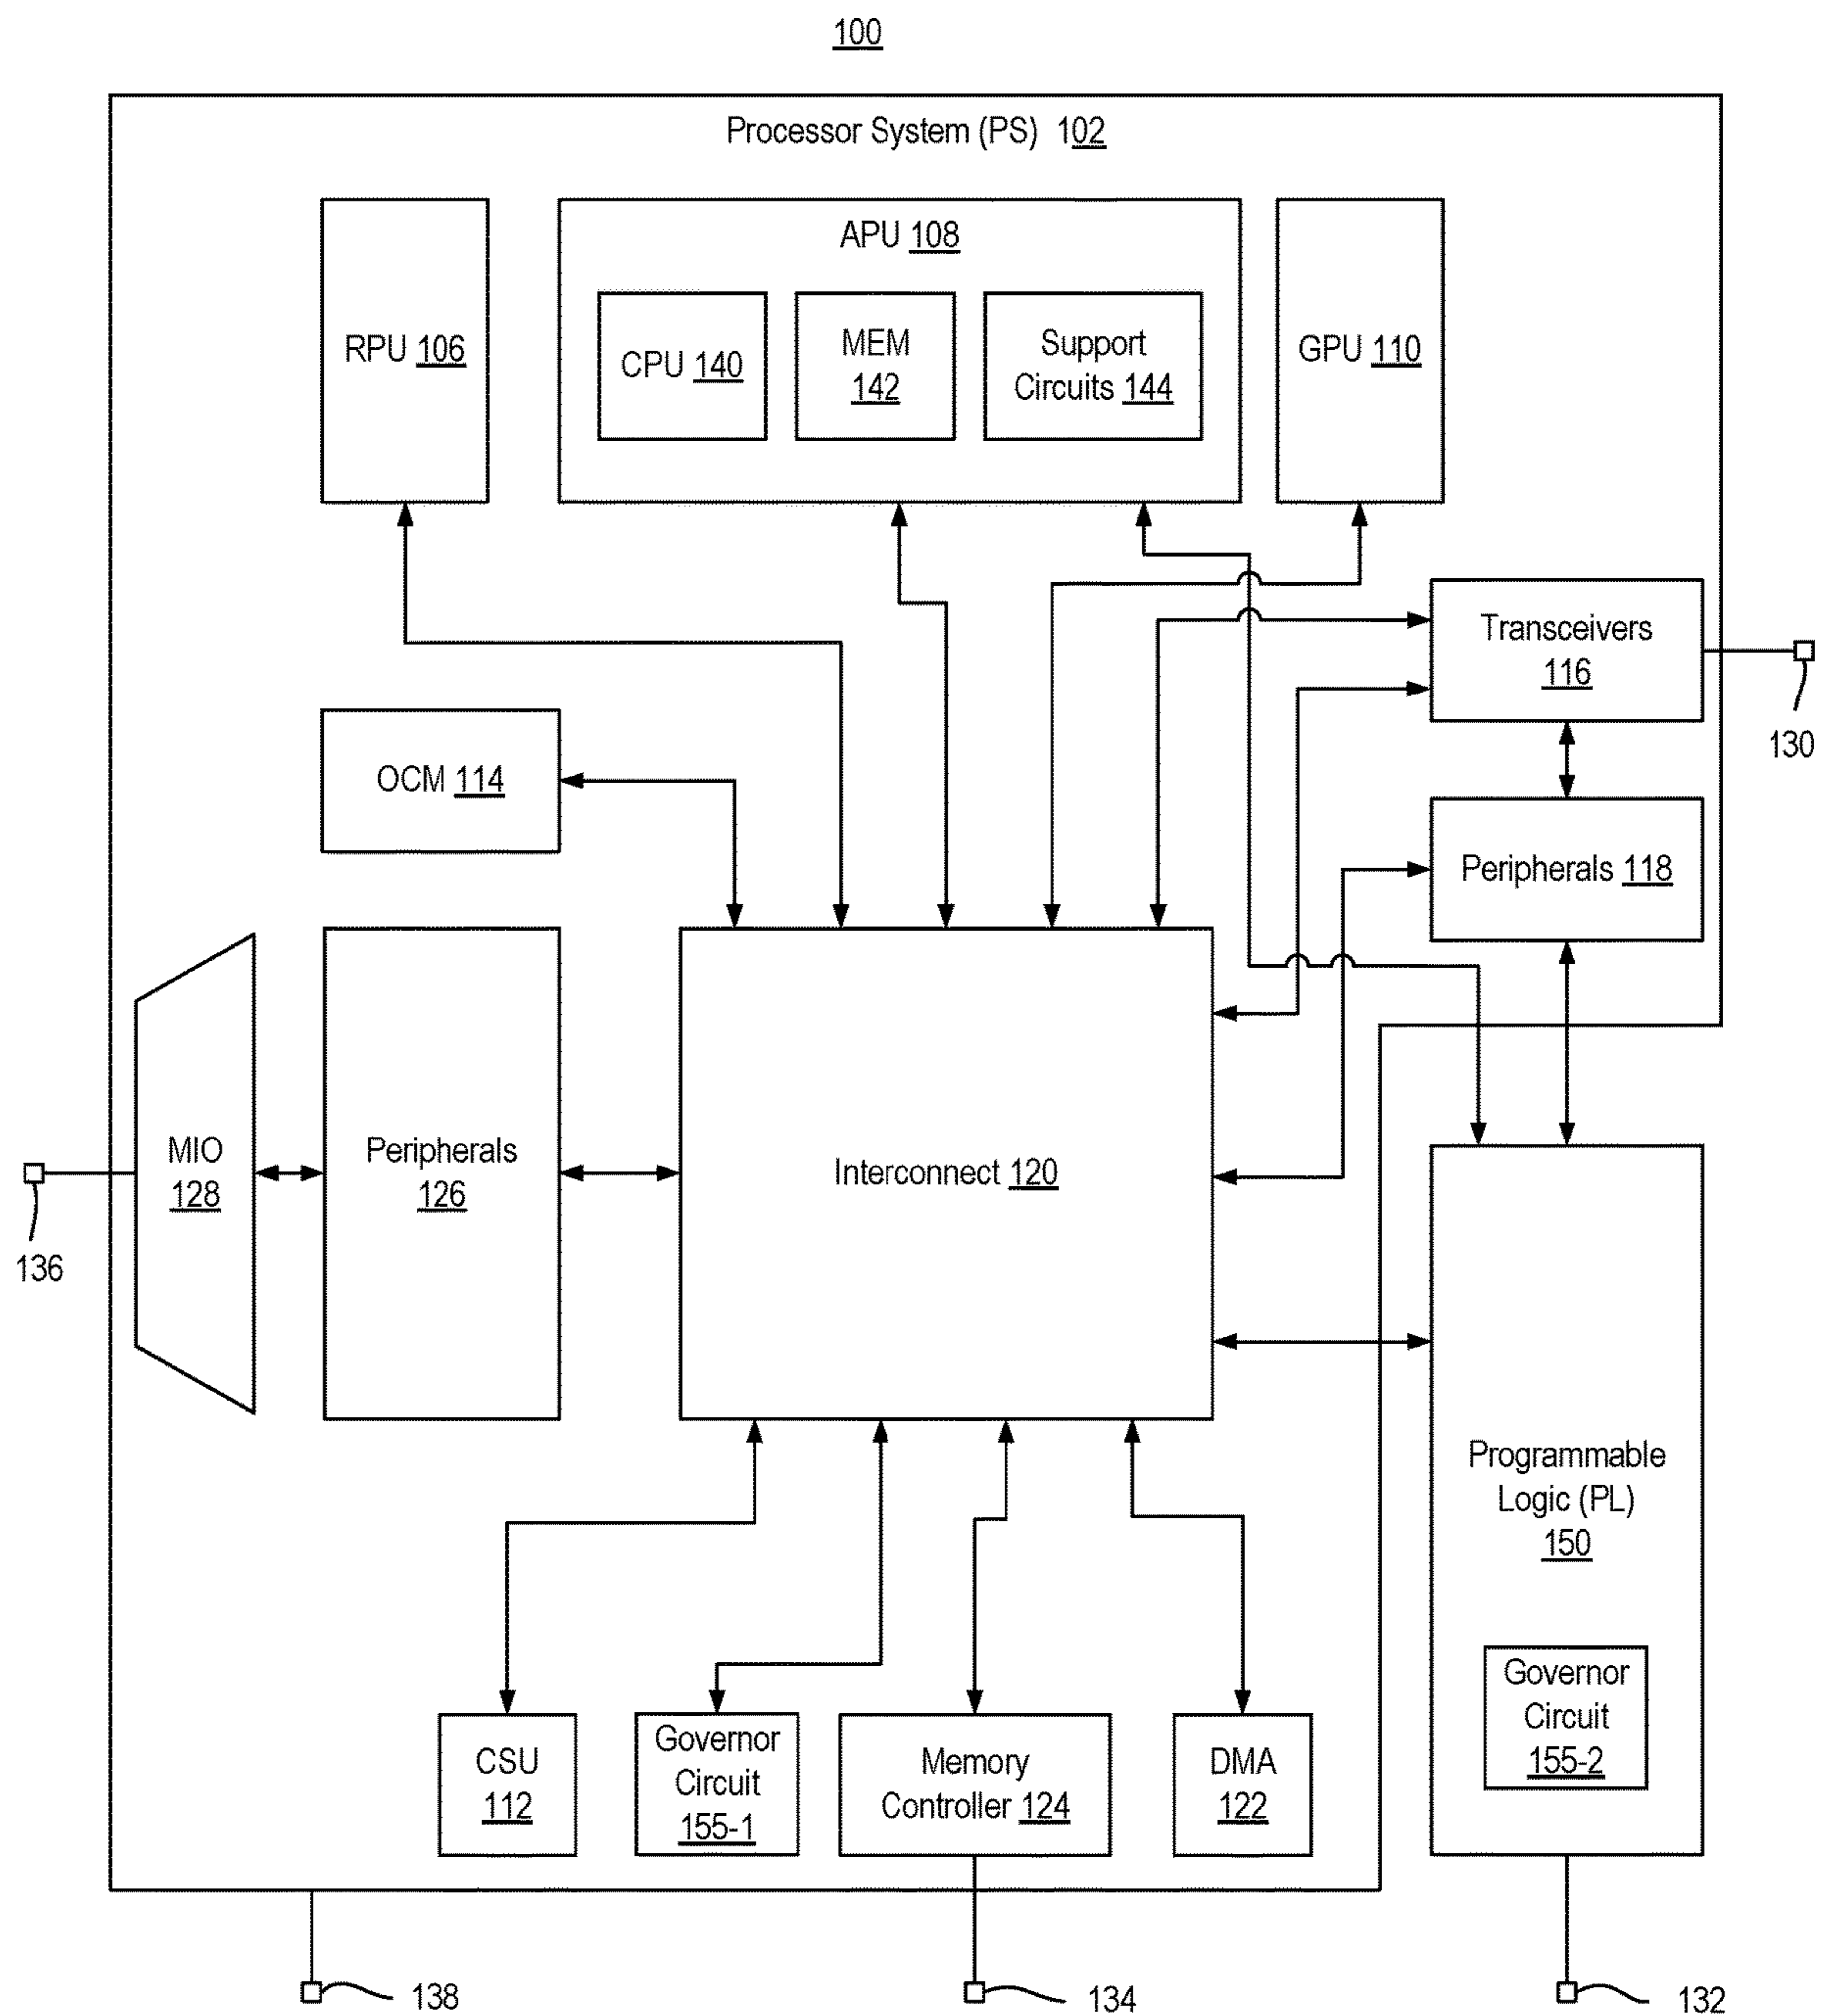 100
Processor System (PS) 102
APU 108
RPU 106
CPU 140
MEM
142
Support
Circuits 144
GPU 110
Transceivers
116
130
OCM 114
Peripherals 118
MIO
128
Peripherals
126
Interconnect 120
136
Programmable
Logic (PL)
150
Governor
Circuit
155-2
CSU
112
Governor
Circuit
155-1
Memory
Controller 124
DMA
122
138
134
132